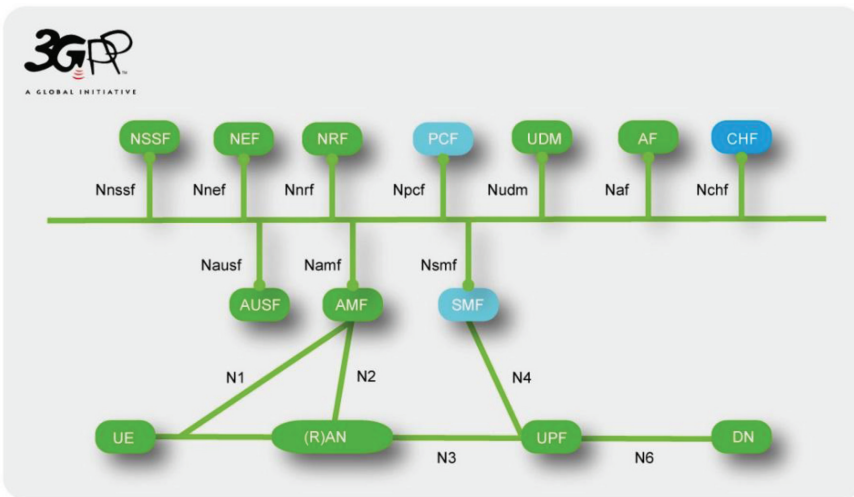 3GPP
TM
A GLOBAL INITIATIVE
NSSF NEF NRF PCF UDM AF CHF
Nnssf Nnef Nnrf Npcf Nudm Naf Nchf
Nausf Namf Nsmf
AUSF AMF SMF
N1 N2 N4
UE (R)AN UPF DN
N3 N6